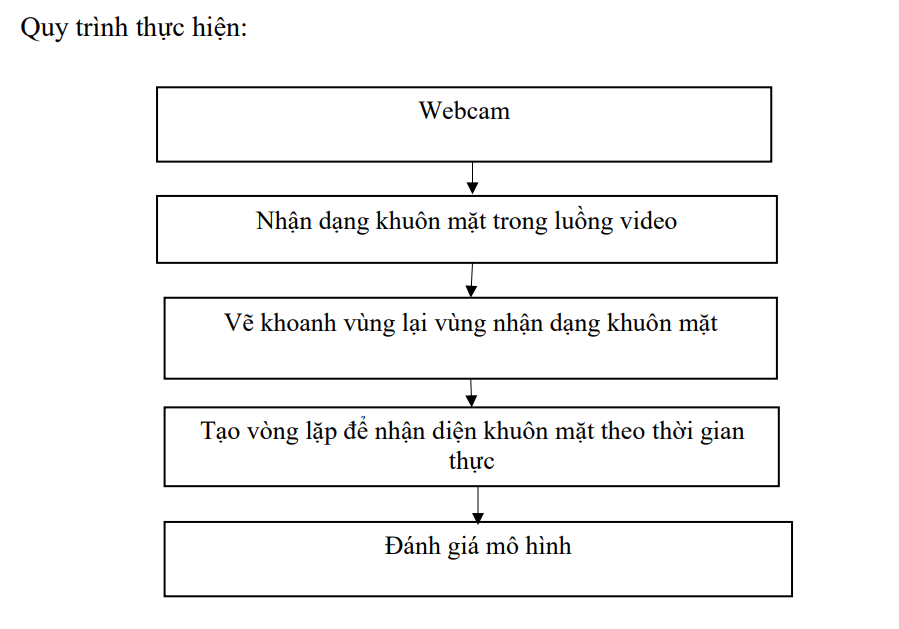 Quy trình thực hiện:
Webcam
Nhận dạng khuôn mặt trong luồng video
Vẽ khoanh vùng lại vùng nhận dạng khuôn mặt
Tạo vòng lặp để nhận diện khuôn mặt theo thời gian
thực
Đánh giá mô hình